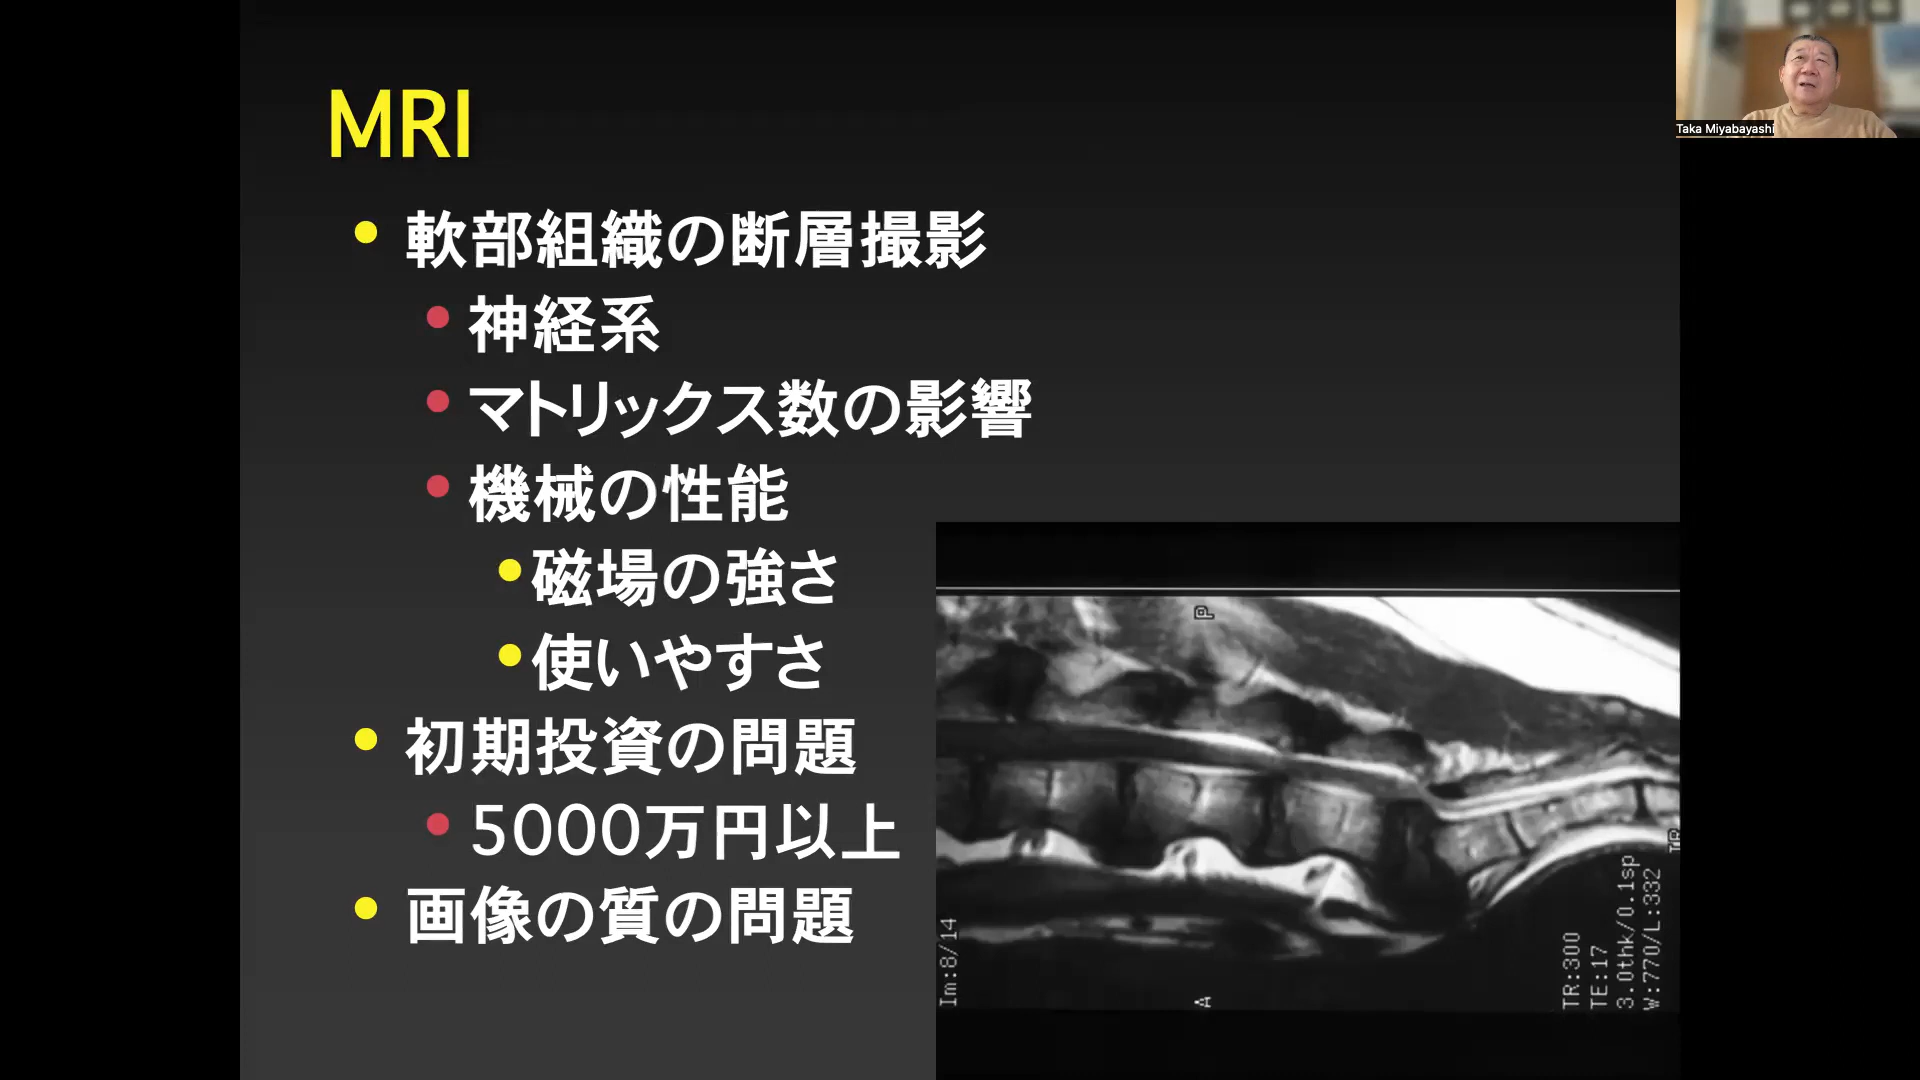 MRI
Taka Miyabayashi
軟部組織の断層撮影
神経系
マトリックス数の影響
機械の性能
磁場の強さ
使いやすさ
初期投資の問題
5000万円以上
画像の質の問題
P
Im:8/14
A
TR:300
TE:17
3.0thk/0.1sp
W:770/L:332